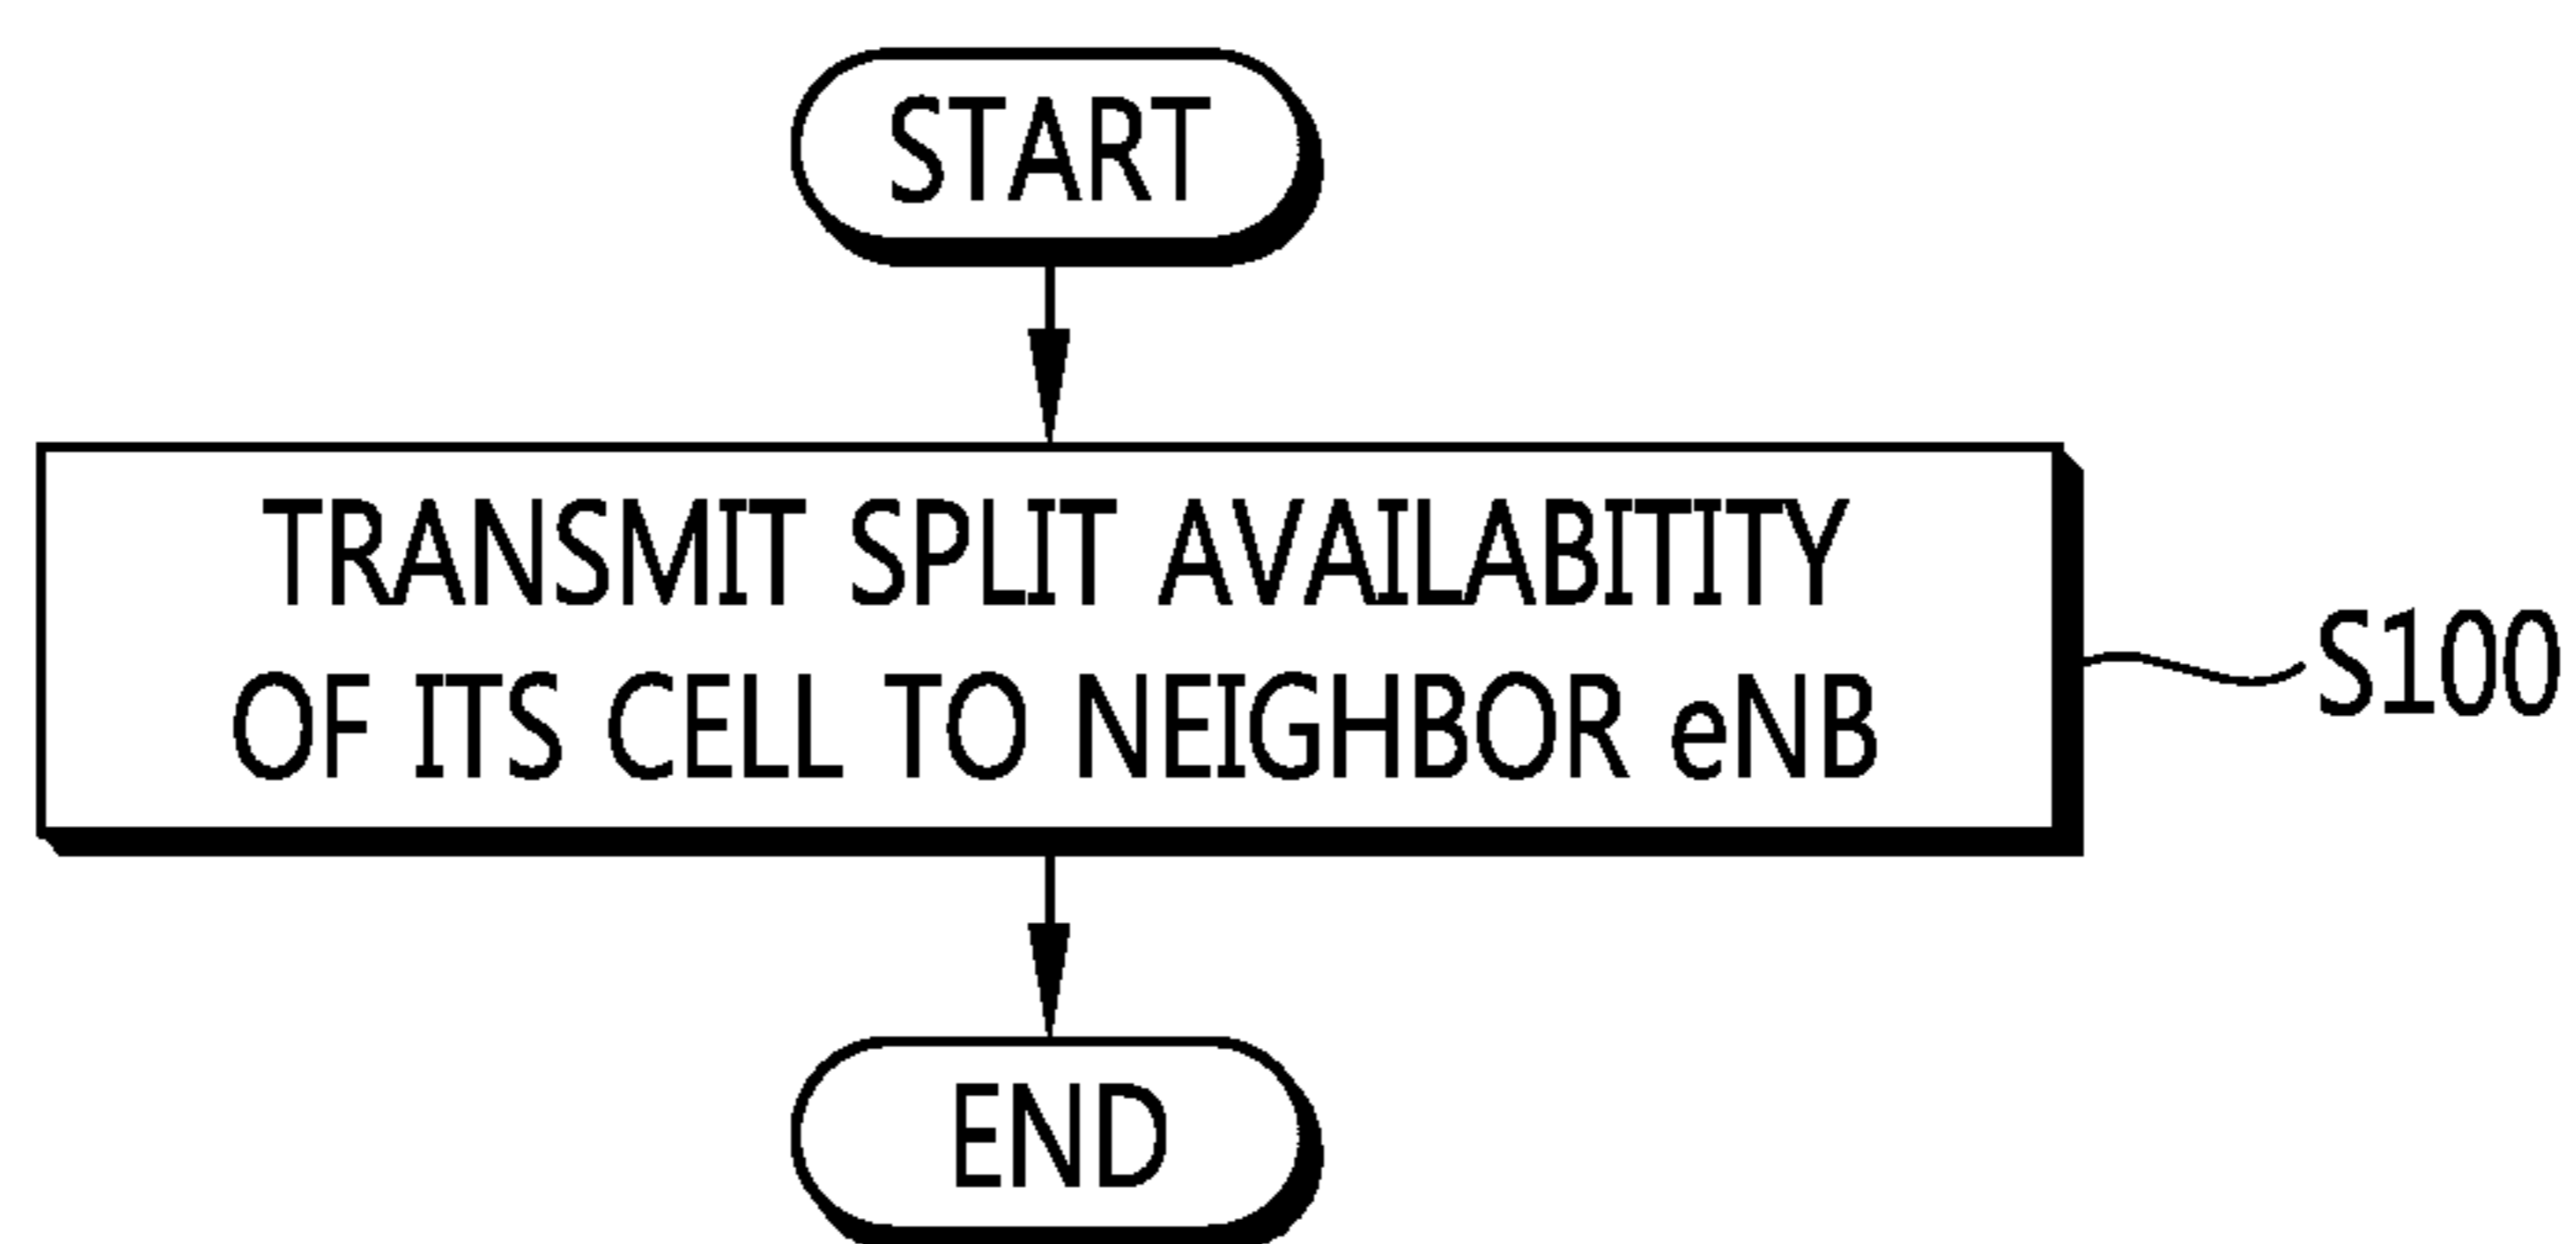 START
TRANSMIT SPLIT AVAILABITITY
OF ITS CELL TO NEIGHBOR eNB
S100
END